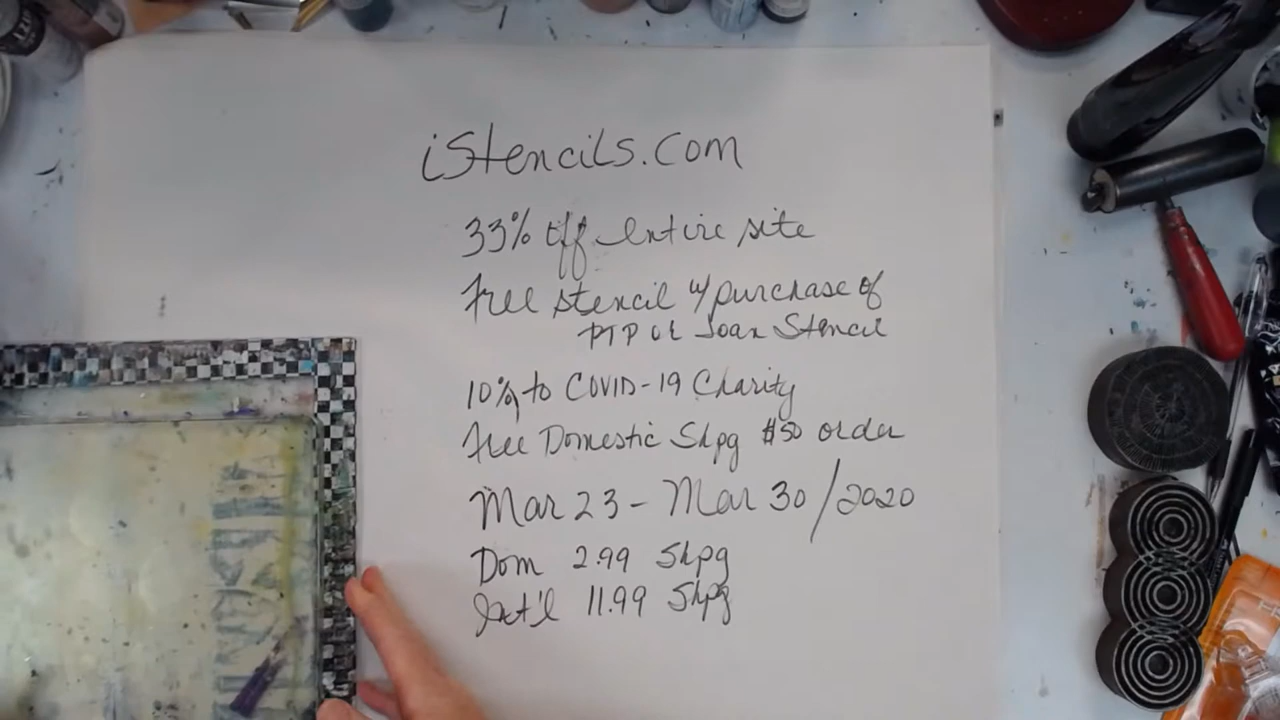 iStencils.com
33% off entire site
Free stencil w/ purchase of
PTP or Joan Stencil
10% to COVID-19 Charity
Free Domestic Shpg $50 order
Mar 23 - Mar 30/2020
Dom 2.99 Shpg
Int'l 11.99 Shpg